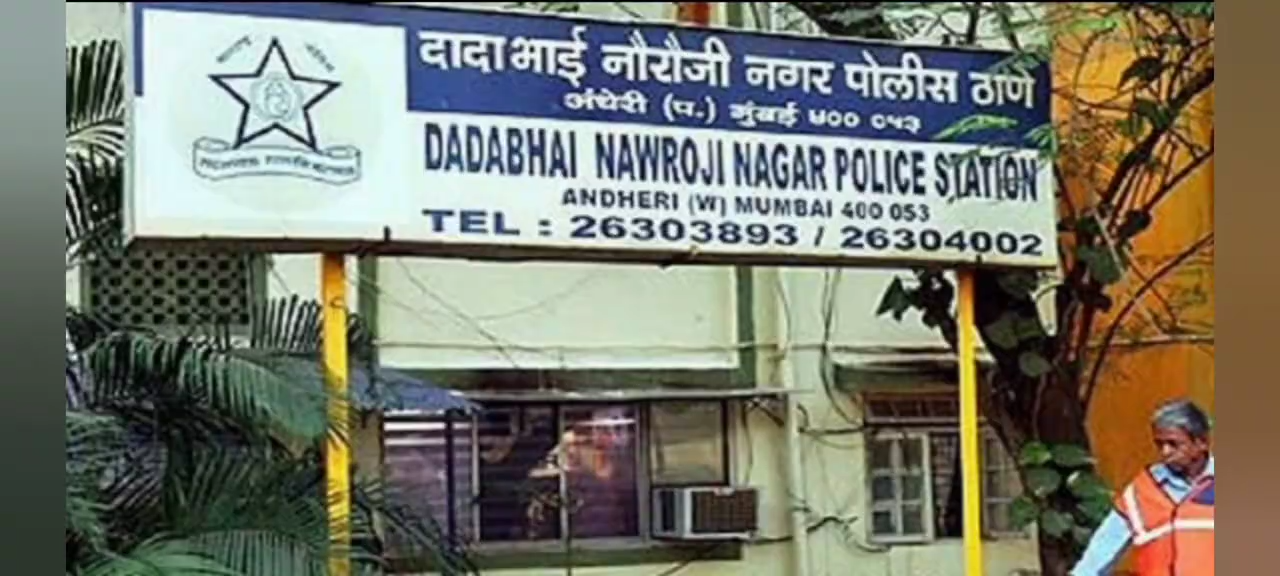 दादाभाई नौरोजी नगर पोलीस ठाणे
अंधेरी (प.) मुंबई ४०० ०५३
DADABHAI NAWROJI NAGAR POLICE STATION
ANDHERI (W) MUMBAI 400 053
TEL : 26303893 / 26304002